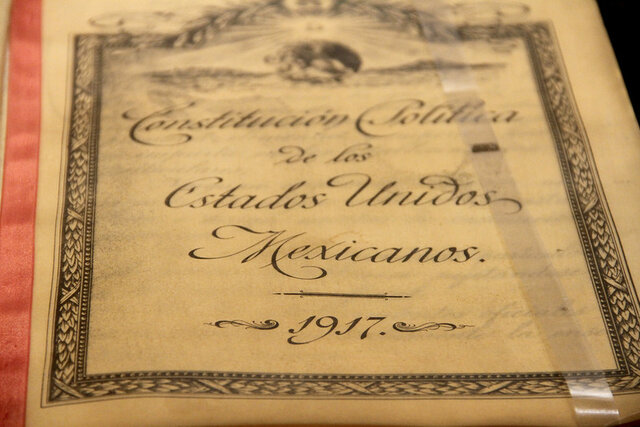 Constitución Política
de los
Estados Unidos
Mexicanos.
1917.